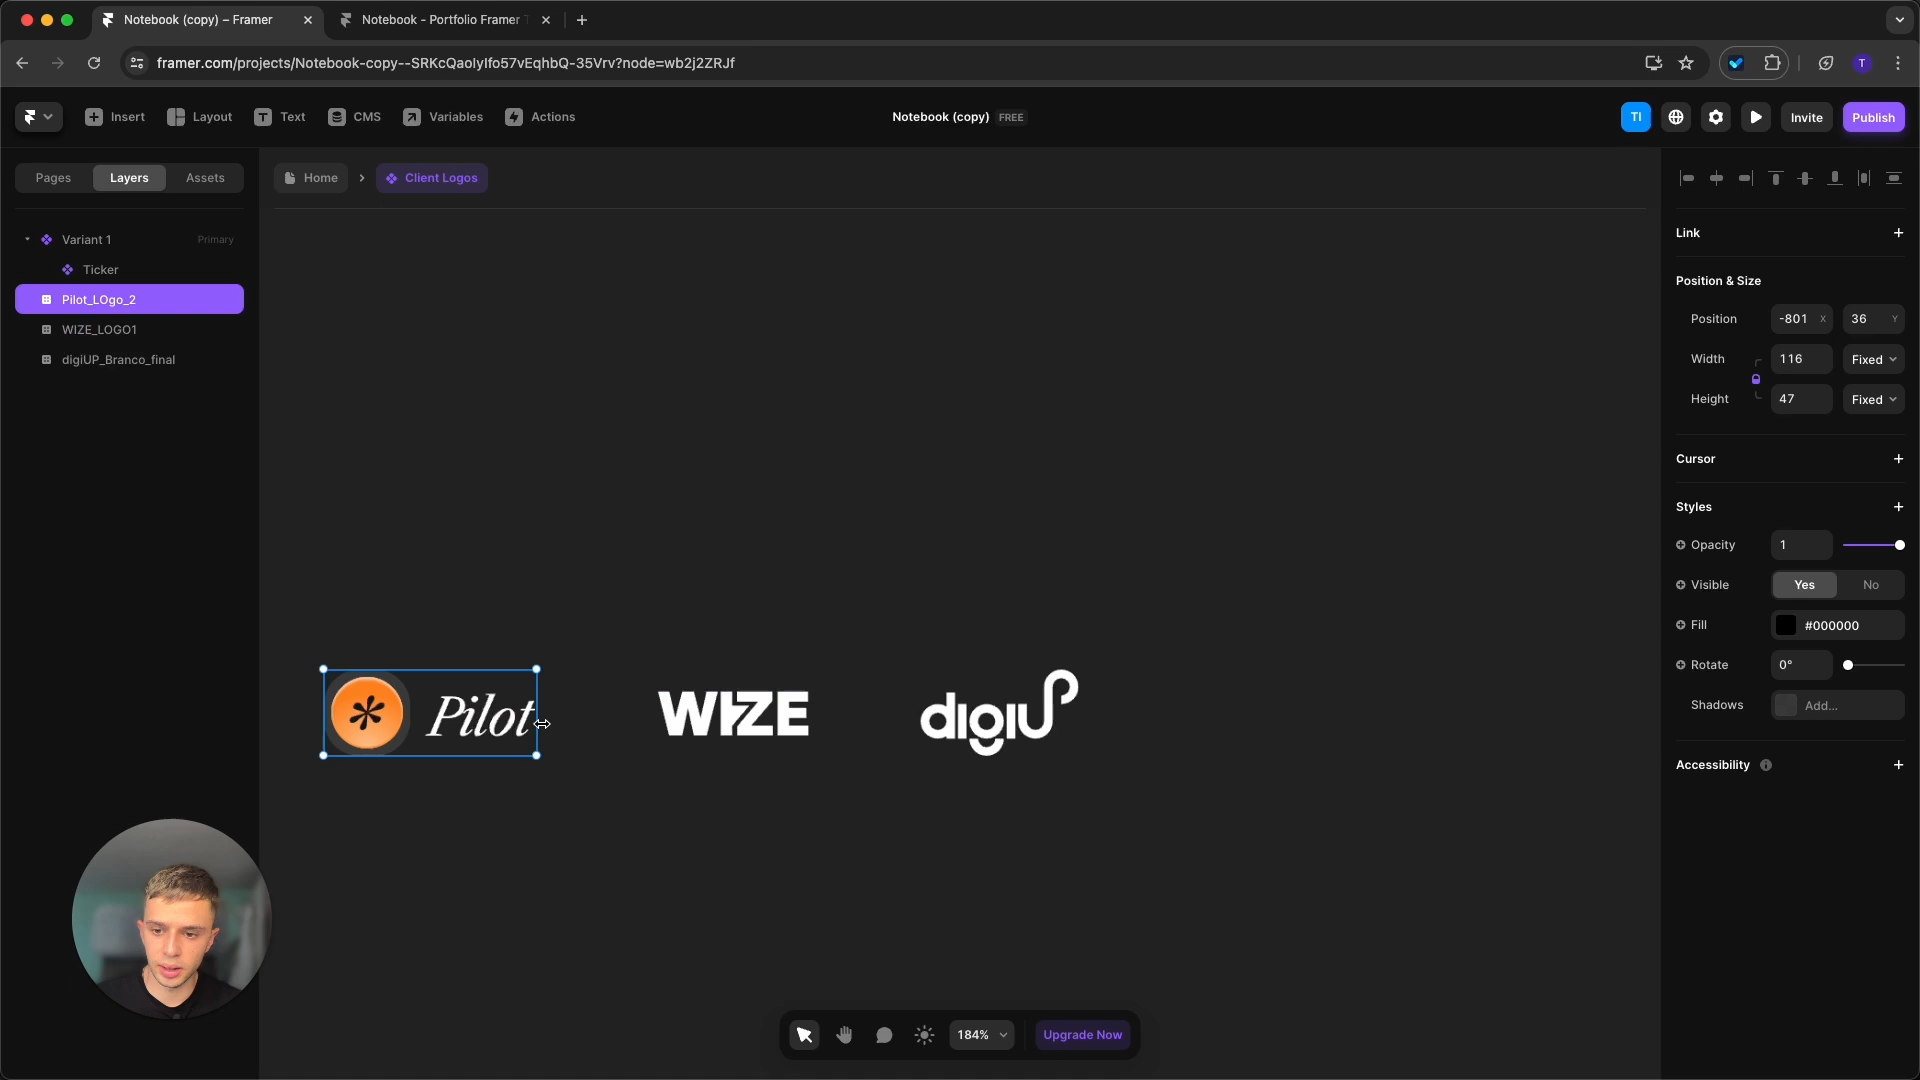 Notebook (copy) – Framer
Notebook - Portfolio Framer
framer.com/projects/Notebook-copy--SRKcQaolyIfo57vEqhbQ-35Vrv?node=wb2j2ZRJf
T
Insert
Layout
Text
CMS
Variables
Actions
Notebook (copy) FREE
TI
Invite
Publish
Pages
Layers
Assets
Home
Client Logos
Variant 1
Primary
Ticker
Pilot_LOgo_2
WIZE_LOGO1
digiUP_Branco_final
Pilot
WIZE
digiUP
Link
Position & Size
Position -801 X 36 Y
Width 116 Fixed
Height 47 Fixed
Cursor
Styles
Opacity 1
Visible Yes No
Fill #000000
Rotate 0°
Shadows Add...
Accessibility
184%
Upgrade Now